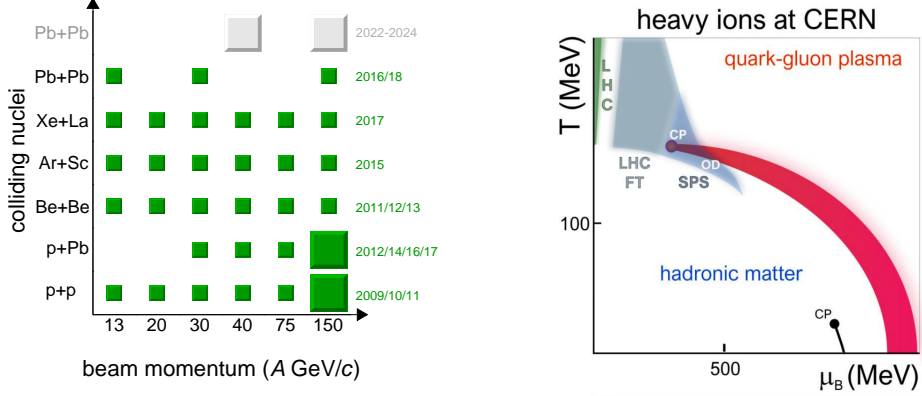 colliding nuclei
Pb+Pb 2022-2024
Pb+Pb 2016/18
Xe+La 2017
Ar+Sc 2015
Be+Be 2011/12/13
p+Pb 2012/14/16/17
p+p 2009/10/11
13 20 30 40 75 150
beam momentum (A GeV/c)
heavy ions at CERN
T (MeV)
quark-gluon plasma
L
H
C
CP
LHC
FT
OD
SPS
100
hadronic matter
CP
500
μB (MeV)